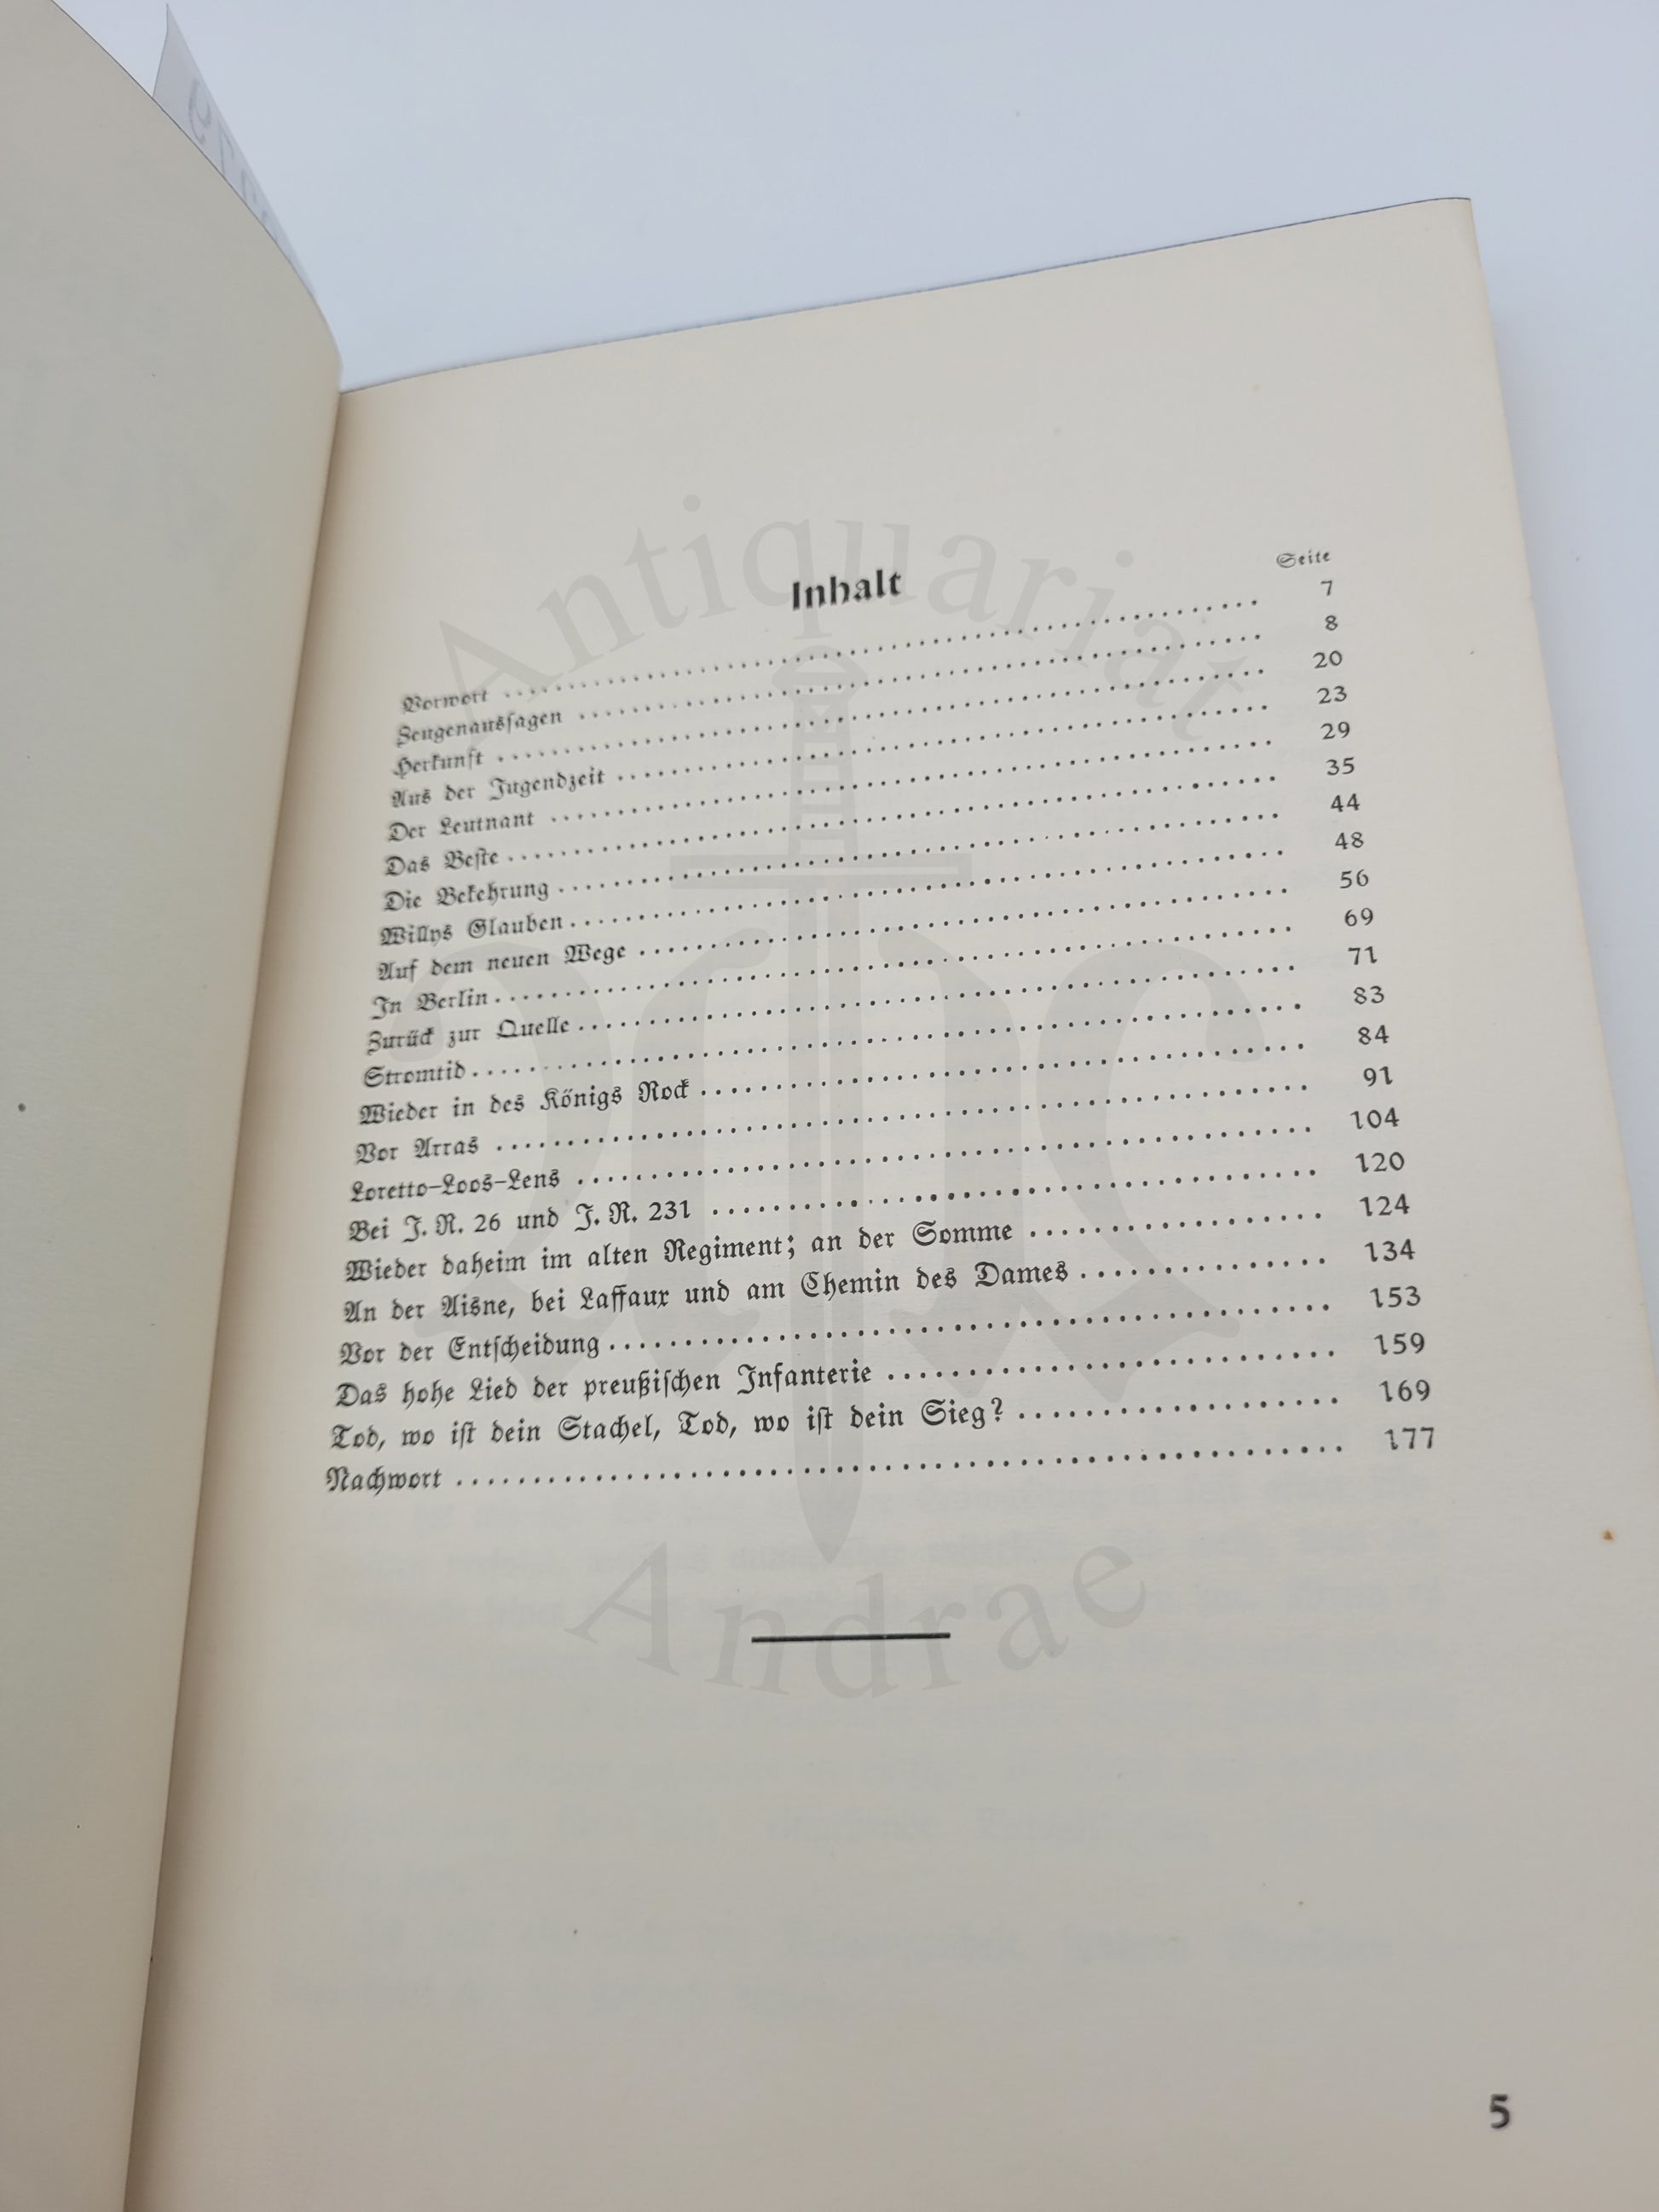 Inhalt
Seite
Vorwort 7
Zeugenaussagen 8
Herkunft 20
Aus der Jugendzeit 23
Der Leutnant 29
Das Beste 35
Die Bekehrung 44
Willys Glauben 48
Auf dem neuen Wege 56
In Berlin 69
Zurück zur Quelle 71
Stromtid 83
Wieder in des Königs Rock 84
Vor Arras 91
Loretto–Loos–Lens 104
Bei J. R. 26 und J. R. 231 120
Wieder daheim im alten Regiment; an der Somme 124
An der Aisne, bei Laffaux und am Chemin des Dames 134
Vor der Entscheidung 153
Das hohe Lied der preußischen Infanterie 159
Tod, wo ist dein Stachel, Tod, wo ist dein Sieg? 169
Nachwort 177
5
Antiquariat
Andrae